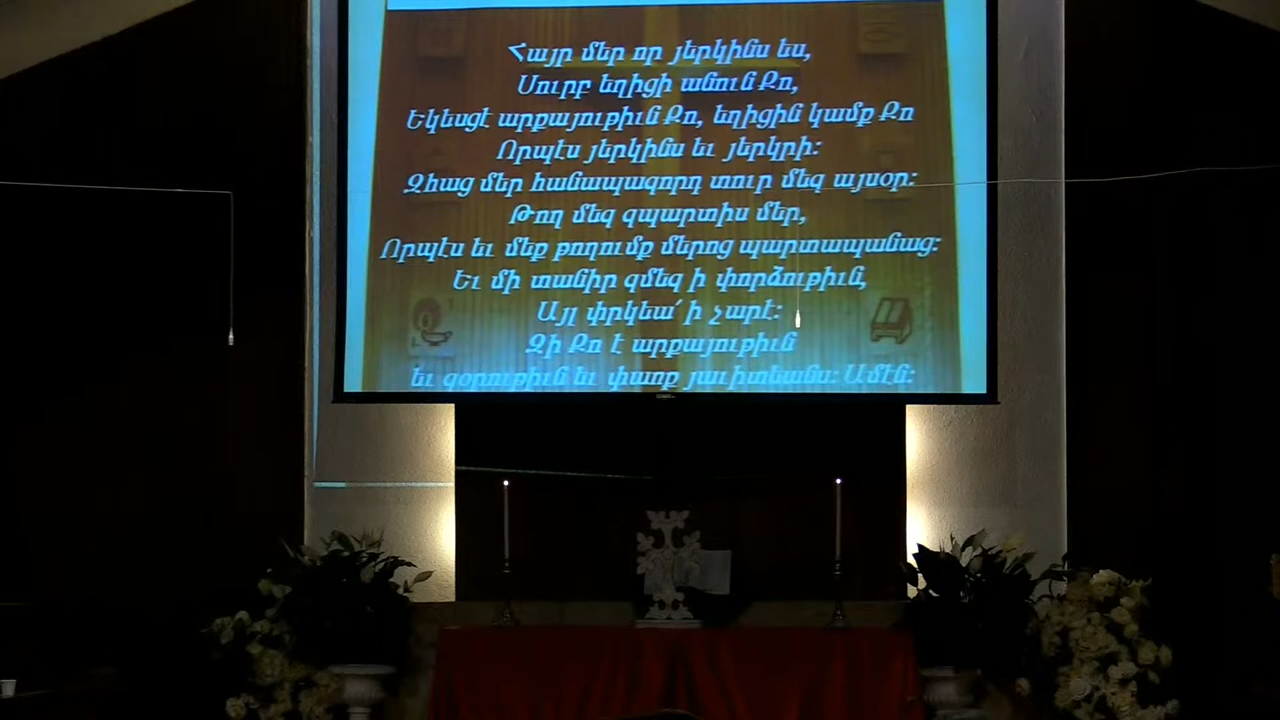 Հայր մեր որ յերկինս ես,
Սուրբ եղիցի անուն Քո,
Եկեսցէ արքայութիւն Քո, եղիցին կամք Քո
Որպէս յերկինս եւ յերկրի:
Զհաց մեր հանապազորդ տուր մեզ այսօր:
Թող մեզ զպարտիս մեր,
Որպէս եւ մեք թողումք մերոց պարտապանաց:
Եւ մի տանիր զմեզ ի փորձութիւն,
Այլ փրկեա՛ ի չարէ:
Զի Քո է արքայութիւն
եւ զօրութիւն եւ փառք յաւիտեանս: Ամէն: